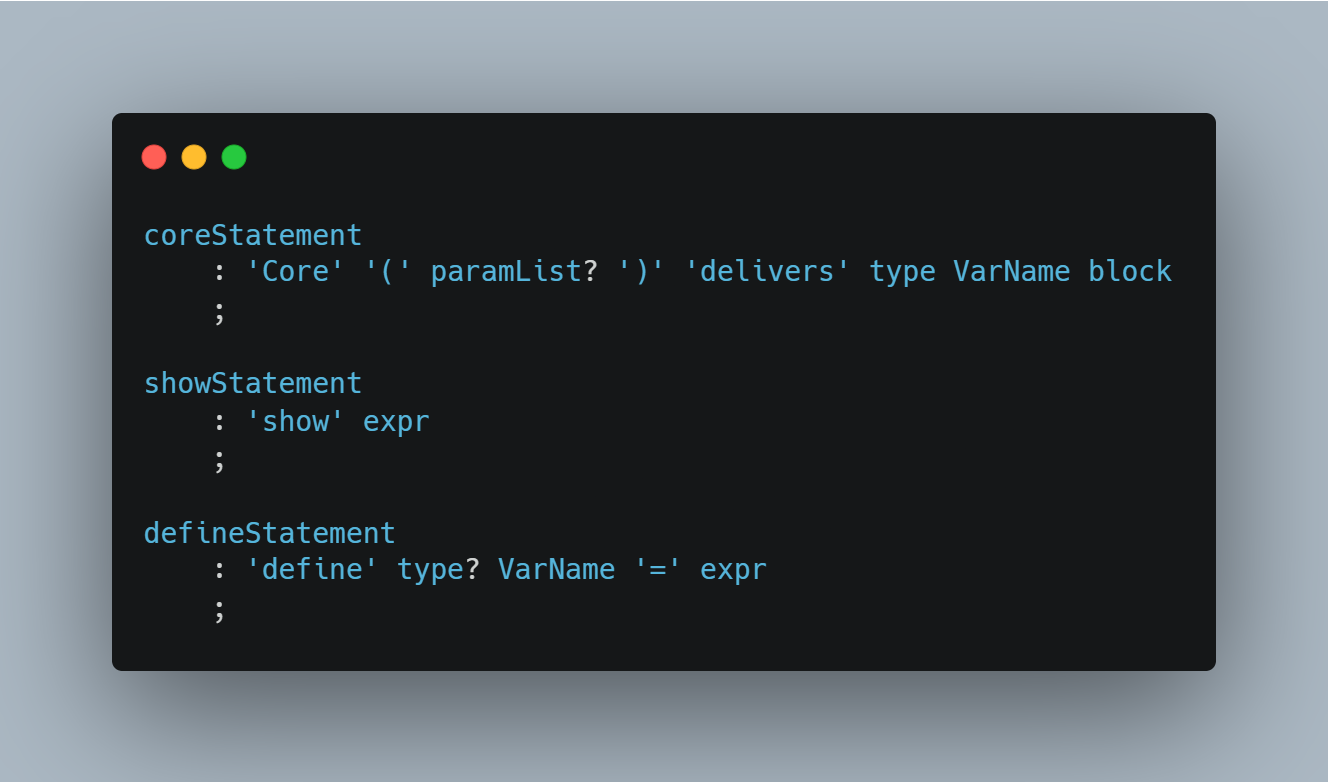 coreStatement
    : 'Core' '(' paramList? ')' 'delivers' type VarName block
    ;
showStatement
    : 'show' expr
    ;
defineStatement
    : 'define' type? VarName '=' expr
    ;